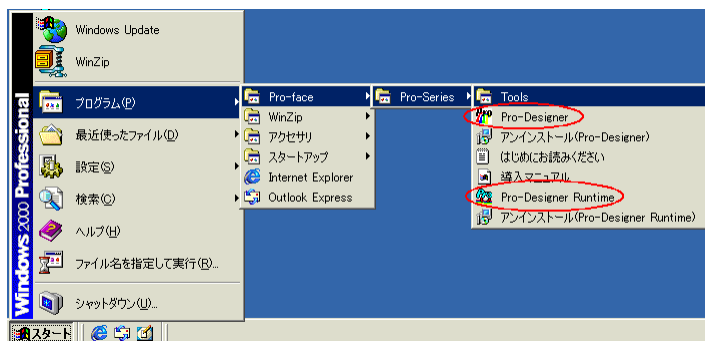 Windows Update
WinZip
プログラム(P)
最近使ったファイル(D)
設定(S)
検索(C)
ヘルプ(H)
ファイル名を指定して実行(R)...
シャットダウン(U)...
Windows 2000 Professional
スタート
Pro-face
WinZip
アクセサリ
スタートアップ
Internet Explorer
Outlook Express
Pro-Series
Tools
Pro-Designer
アンインストール(Pro-Designer)
はじめにお読みください
導入マニュアル
Pro-Designer Runtime
アンインストール(Pro-Designer Runtime)